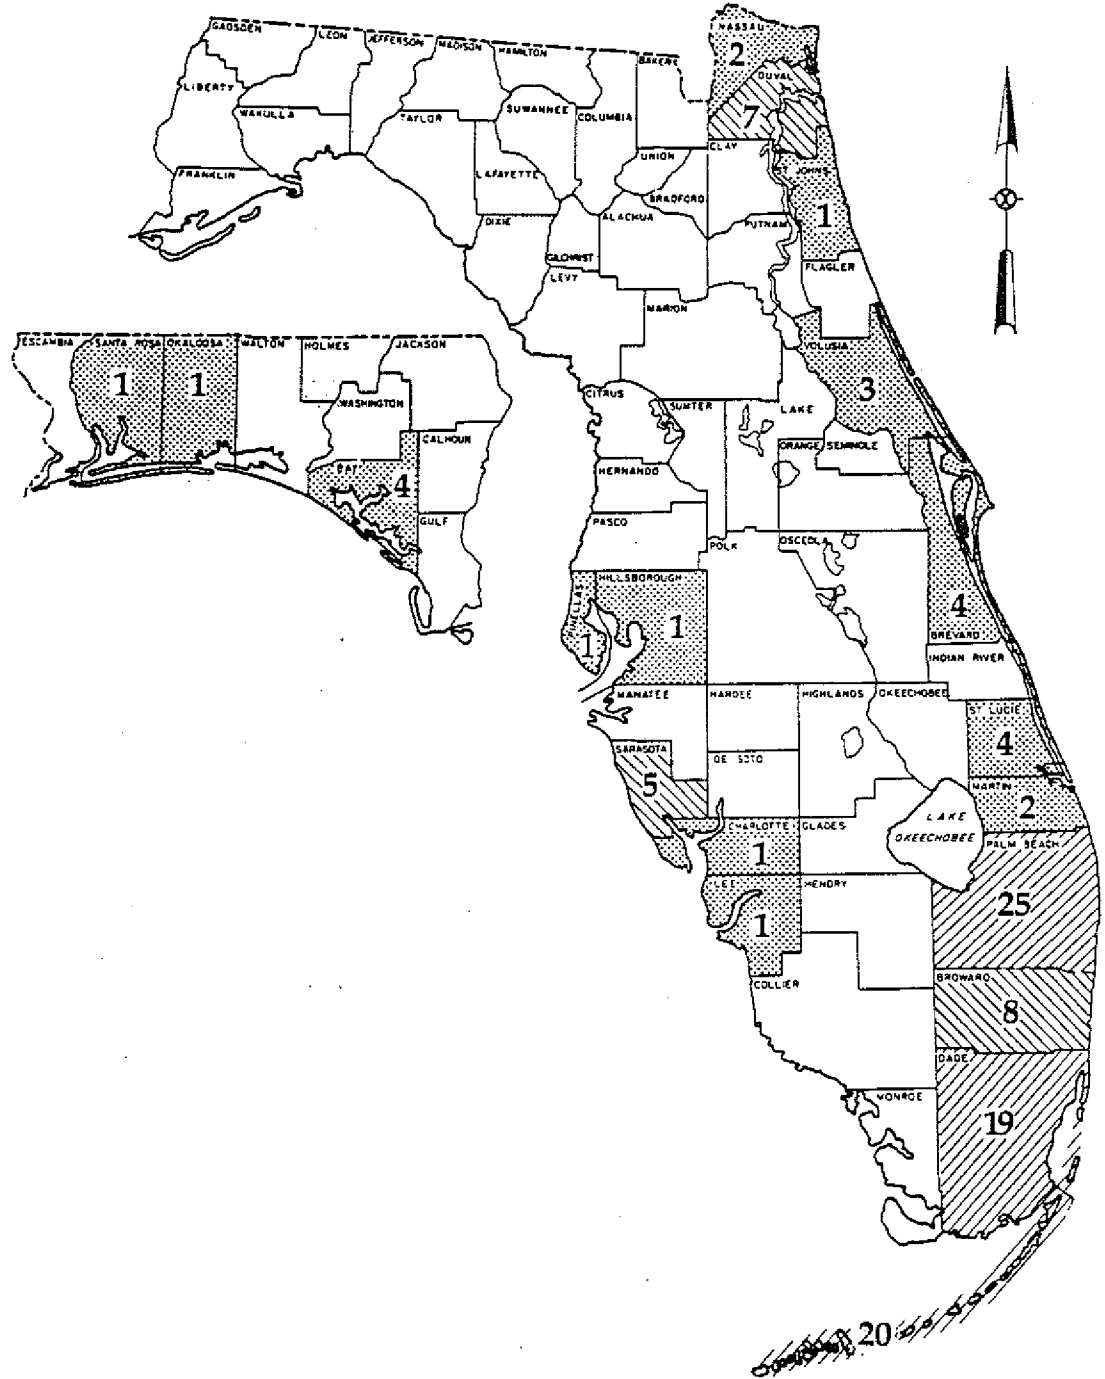 NASSAU
2
GADSDEN
LEON
JEFFERSON
MADISON
HAMILTON
BAKER
DUVAL
LIBERTY
WAKULLA
TAYLOR
SUWANNEE
COLUMBIA
7
CLAY
UNION
FRANKLIN
LAFAYETTE
ST JOHNS
BRADFORD
DIXIE
ALACHUA
PUTNAM
1
GILCHRIST
FLAGLER
LEVY
MARION
ESCAMBIA
SANTA ROSA
OKALOOSA
WALTON
HOLMES
JACKSON
VOLUSIA
1
1
3
WASHINGTON
CITRUS
SUMTER
LAKE
CALHOUN
ORANGE
SEMINOLE
BAY
4
HERNANDO
GULF
PASCO
POLK
OSCEOLA
HILLSBOROUGH
1
1
4
BREVARD
INDIAN RIVER
MANATEE
HARDEE
HIGHLANDS
OKEECHOBEE
ST LUCIE
4
SARASOTA
DE SOTO
5
MARTIN
2
LAKE
OKEECHOBEE
CHARLOTTE
GLADES
PALM BEACH
1
LEE
HENDRY
25
1
COLLIER
BROWARD
8
DADE
MONROE
19
20